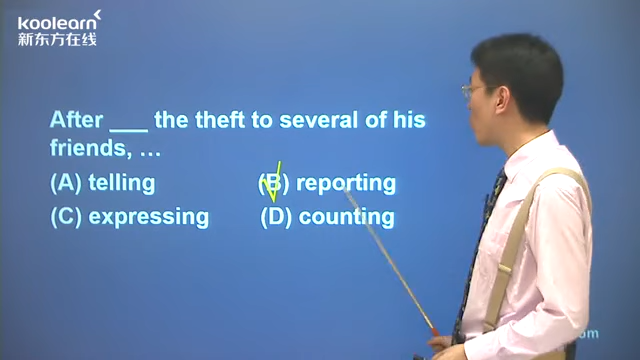 koolearn
新东方在线
After ___ the theft to several of his
friends, …
(A) telling
(B) reporting
(C) expressing
(D) counting
om